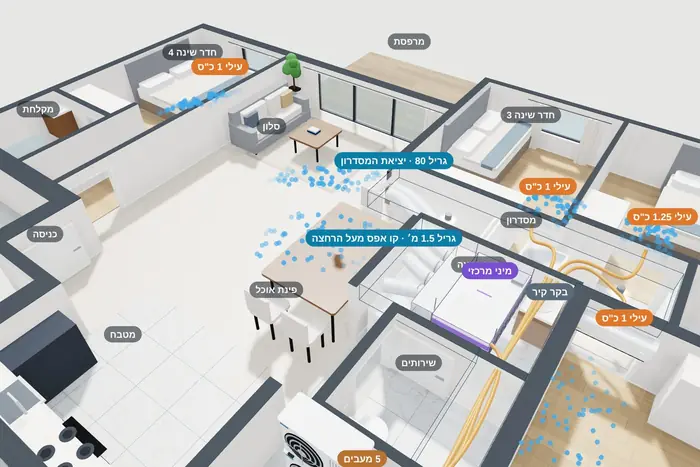 מרפסת
חדר שינה 4
עילי 1 כ"ס
מקלחת
סלון
חדר שינה 3
גריל 80 · יציאת המסדרון
עילי 1 כ"ס
עילי 1.25 כ"ס
מסדרון
כניסה
גריל 1.5 מ׳ · קו אפס מעל הרחצה
מיני מרכזי
בקר קיר
פינת אוכל
עילי 1 כ"ס
מטבח
שירותים
5 מעבים